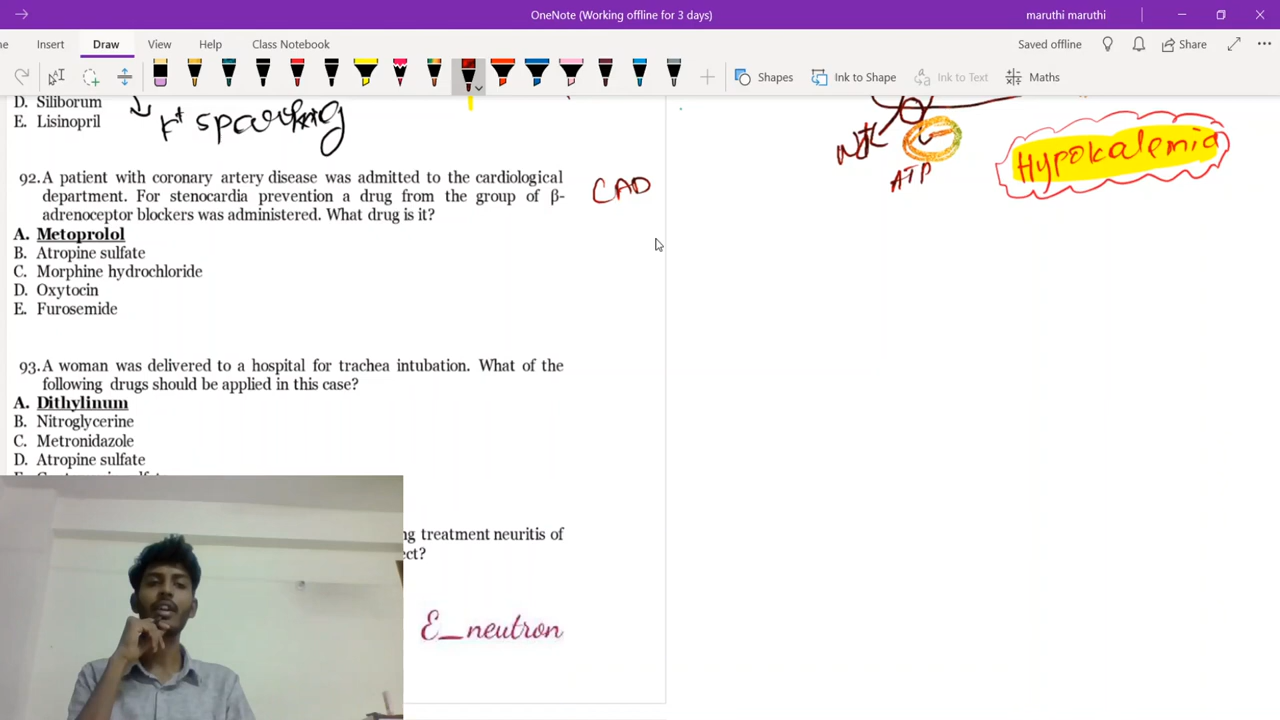 OneNote (Working offline for 3 days)
maruthi maruthi
Insert
Draw
View
Help
Class Notebook
Saved offline
Share
Shapes
Ink to Shape
Ink to Text
Maths
D. Siliborum
E. Lisinopril
K+ sparking
Hypokalemia
ATP
92. A patient with coronary artery disease was admitted to the cardiological
department. For stenocardia prevention a drug from the group of β-
adrenoceptor blockers was administered. What drug is it?
CAD
A. Metoprolol
B. Atropine sulfate
C. Morphine hydrochloride
D. Oxytocin
E. Furosemide
93. A woman was delivered to a hospital for trachea intubation. What of the
following drugs should be applied in this case?
A. Dithylinum
B. Nitroglycerine
C. Metronidazole
D. Atropine sulfate
treatment neuritis of
E_neutron